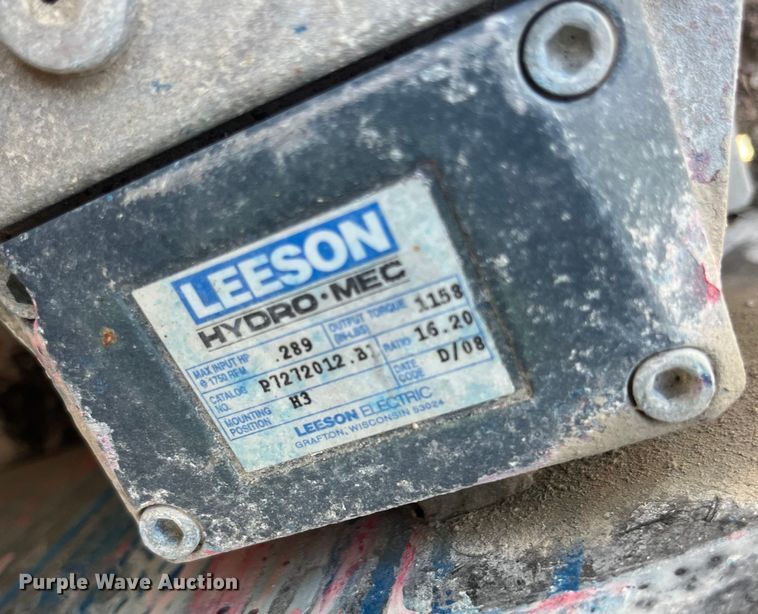 LEESON
HYDRO•MEC
MAX INPUT HP
@ 1750 RPM
.289
OUTPUT TORQUE
(IN-LBS)
1158
CATALOG
NO.
P7272012.B1
RATIO
16.20
MOUNTING
POSITION
H3
DATE
CODE
D/08
LEESON ELECTRIC
GRAFTON, WISCONSIN 53024
Purple Wave Auction